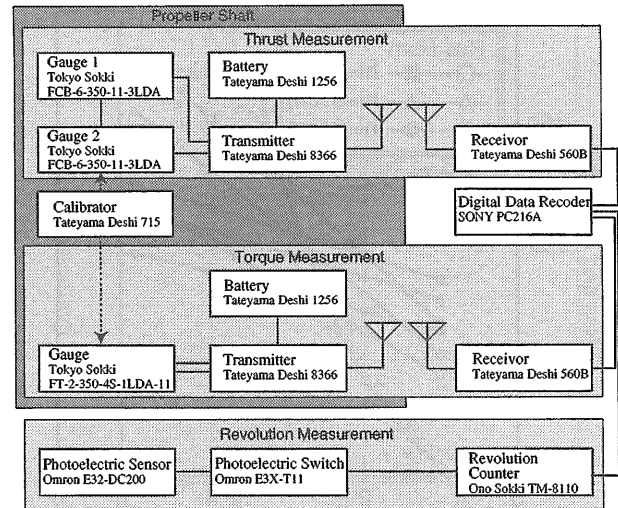 Propeller Shaft
Thrust Measurement
Gauge 1
Tokyo Sokki
FCB-6-350-11-3LDA
Battery
Tateyama Deshi 1256
Gauge 2
Tokyo Sokki
FCB-6-350-11-3LDA
Transmitter
Tateyama Deshi 8366
Receivor
Tateyama Deshi 560B
Calibrator
Tateyama Deshi 715
Digital Data Recoder
SONY PC216A
Torque Measurement
Battery
Tateyama Deshi 1256
Gauge
Tokyo Sokki
FT-2-350-4S-1LDA-11
Transmitter
Tateyama Deshi 8366
Receivor
Tateyama Deshi 560B
Revolution Measurement
Photoelectric Sensor
Omron E32-DC200
Photoelectric Switch
Omron E3X-T11
Revolution
Counter
Ono Sokki TM-8110